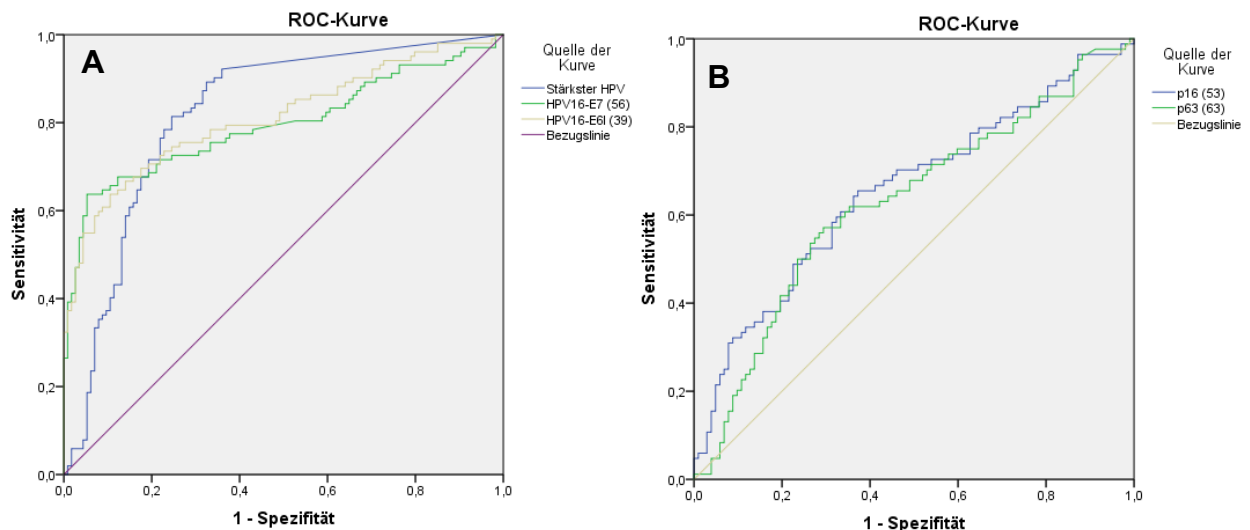 ROC-Kurve
A
Quelle der
Kurve
Stärkster HPV
HPV16-E7 (56)
HPV16-E6I (39)
Bezugslinie
Sensitivität
1,0
0,8
0,6
0,4
0,2
0,0
0,0 0,2 0,4 0,6 0,8 1,0
1 - Spezifität
ROC-Kurve
B
Quelle der
Kurve
p16 (53)
p63 (63)
Bezugslinie
Sensitivität
1,0
0,8
0,6
0,4
0,2
0,0
0,0 0,2 0,4 0,6 0,8 1,0
1 - Spezifität